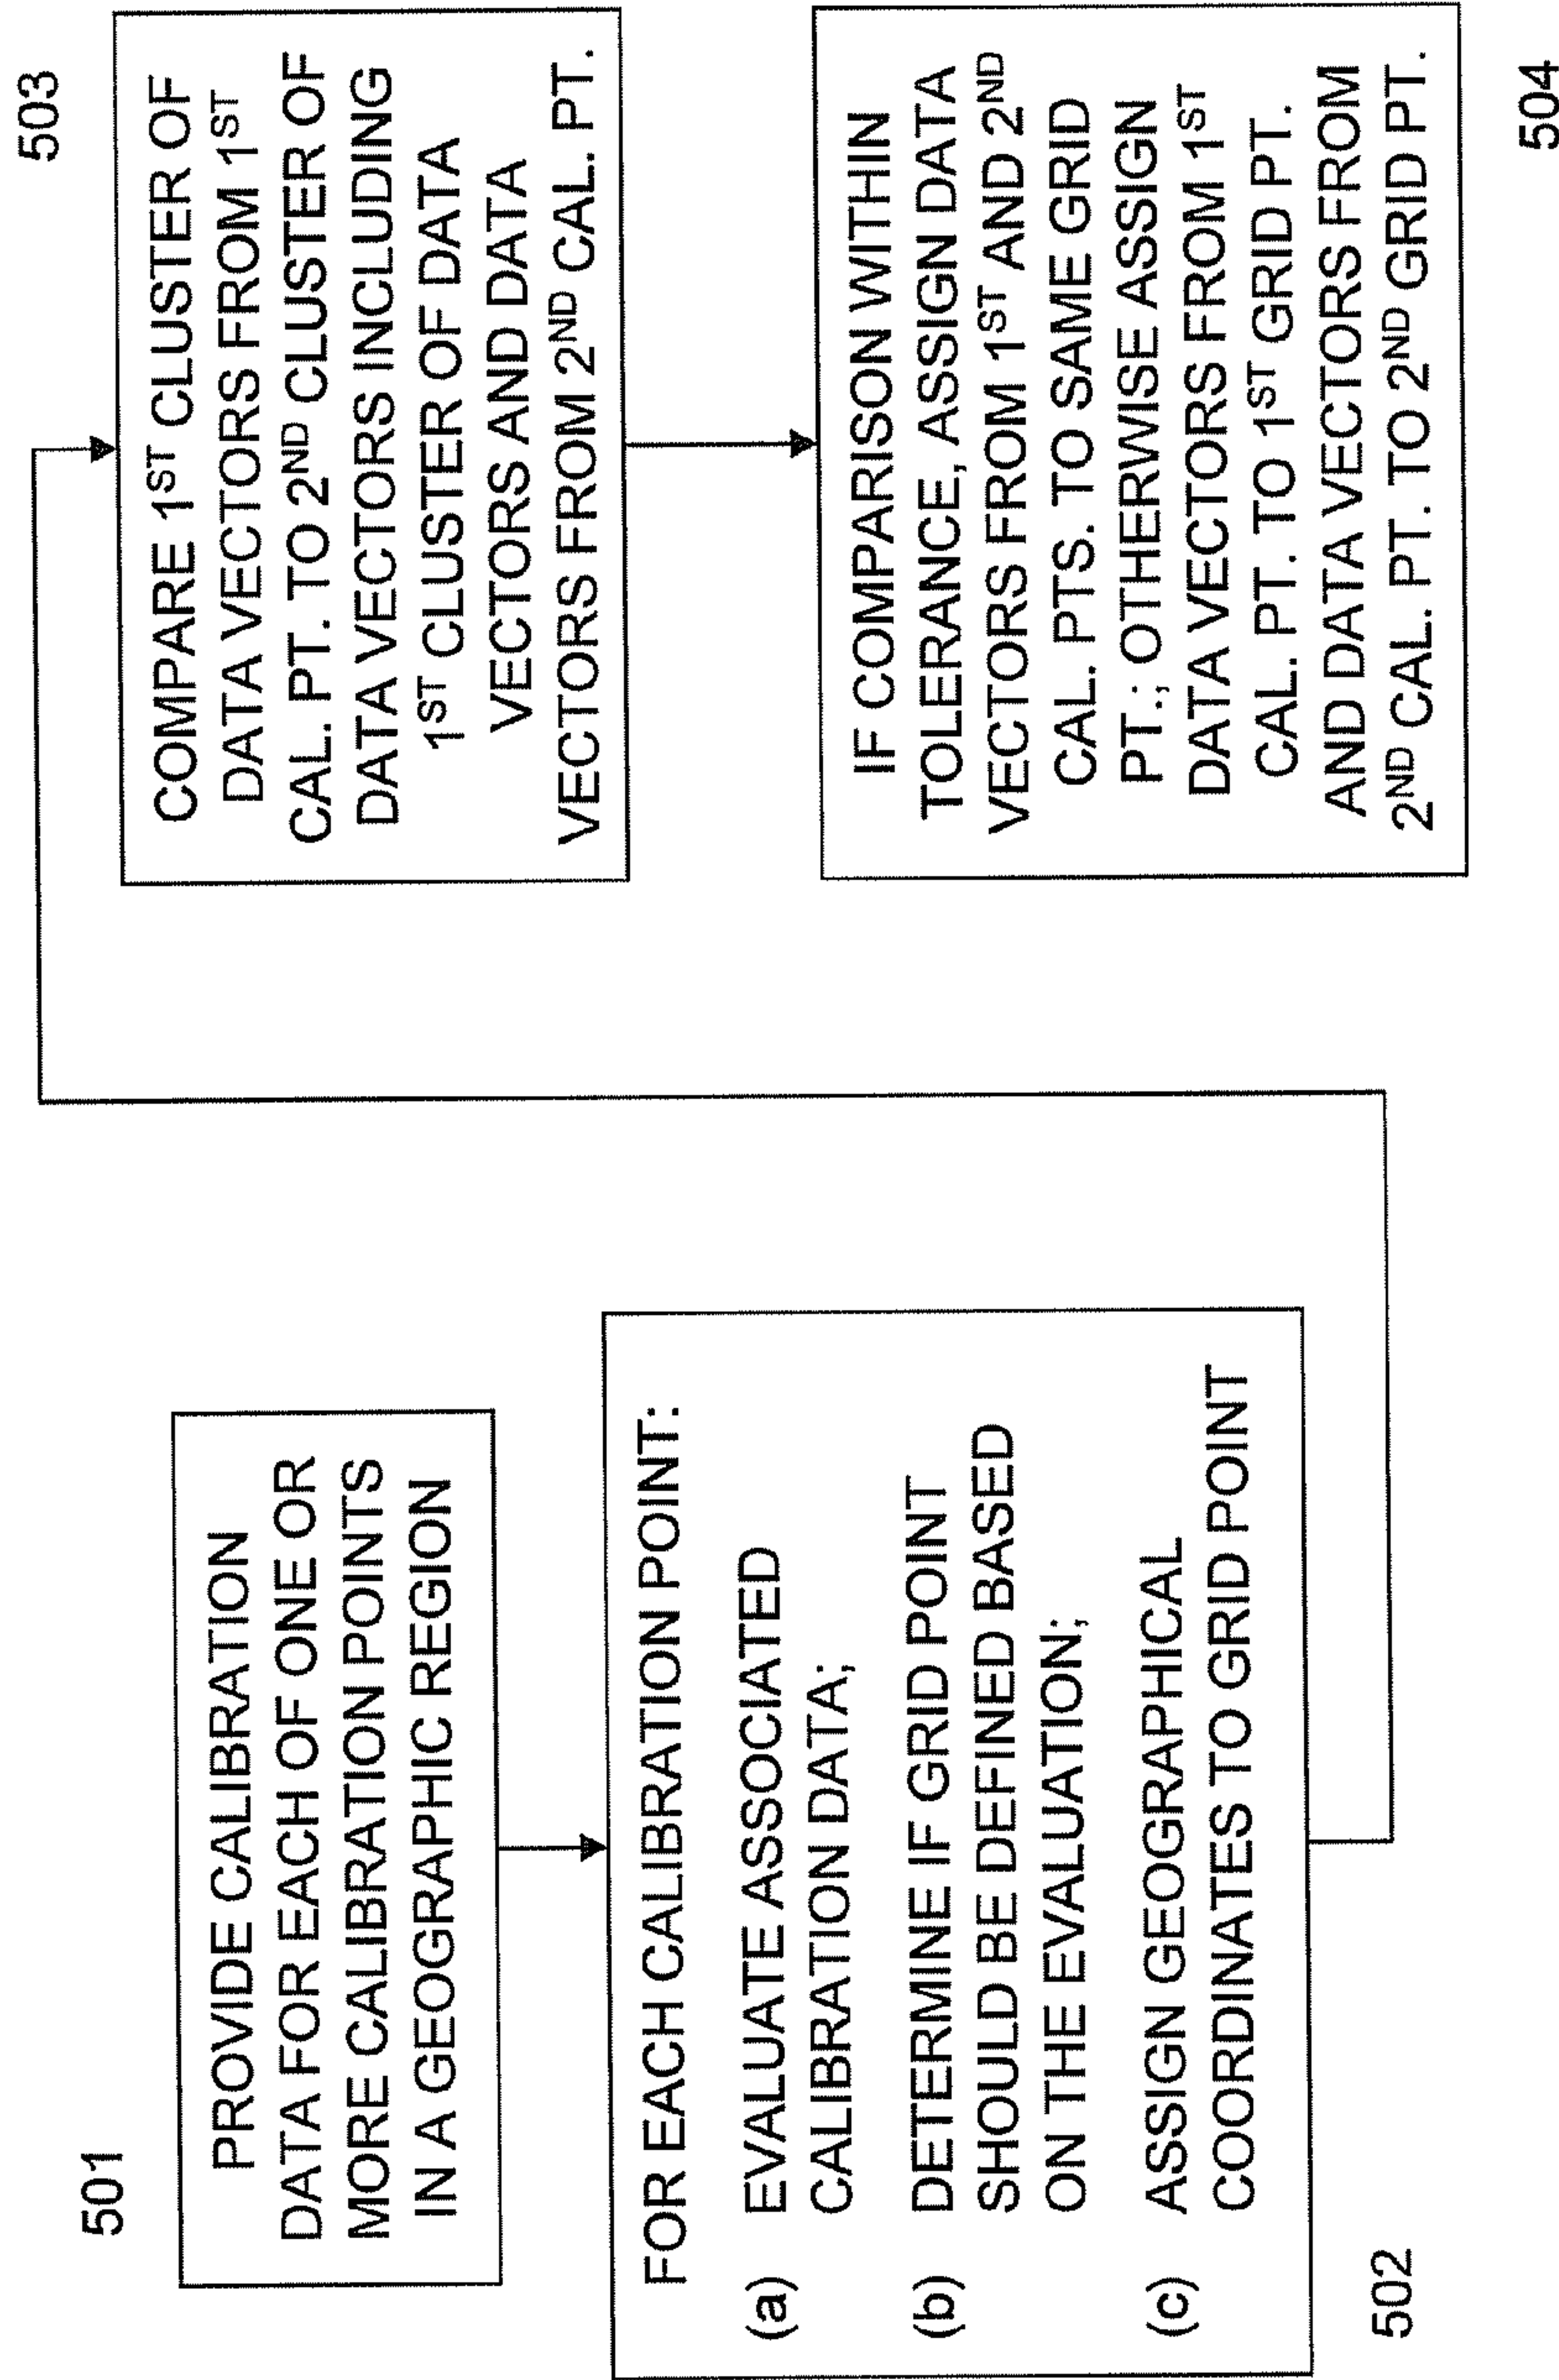 501
PROVIDE CALIBRATION
DATA FOR EACH OF ONE OR
MORE CALIBRATION POINTS
IN A GEOGRAPHIC REGION
FOR EACH CALIBRATION POINT:
(a) EVALUATE ASSOCIATED
CALIBRATION DATA;
(b) DETERMINE IF GRID POINT
SHOULD BE DEFINED BASED
ON THE EVALUATION;
(c) ASSIGN GEOGRAPHICAL
COORDINATES TO GRID POINT
502
503
COMPARE 1ST CLUSTER OF
DATA VECTORS FROM 1ST
CAL. PT. TO 2ND CLUSTER OF
DATA VECTORS INCLUDING
1ST CLUSTER OF DATA
VECTORS AND DATA
VECTORS FROM 2ND CAL. PT.
IF COMPARISON WITHIN
TOLERANCE, ASSIGN DATA
VECTORS FROM 1ST AND 2ND
CAL. PTS. TO SAME GRID
PT.; OTHERWISE ASSIGN
DATA VECTORS FROM 1ST
CAL. PT. TO 1ST GRID PT.
AND DATA VECTORS FROM
2ND CAL. PT. TO 2ND GRID PT.
504